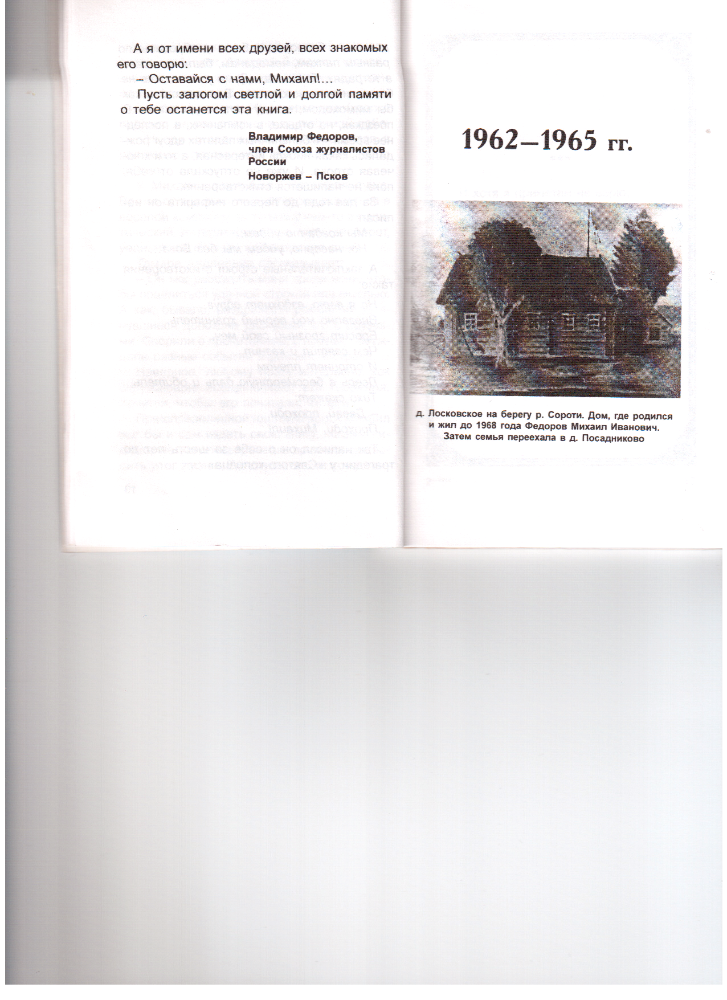 А я от имени всех друзей, всех знакомых
его говорю:
– Оставайся с нами, Михаил!...
Пусть залогом светлой и долгой памяти
о тебе останется эта книга.
Владимир Федоров,
член Союза журналистов
России
Новоржев – Псков
1962–1965 гг.
д. Лосковское на берегу р. Сороти. Дом, где родился
и жил до 1968 года Федоров Михаил Иванович.
Затем семья переехала в д. Посадниково